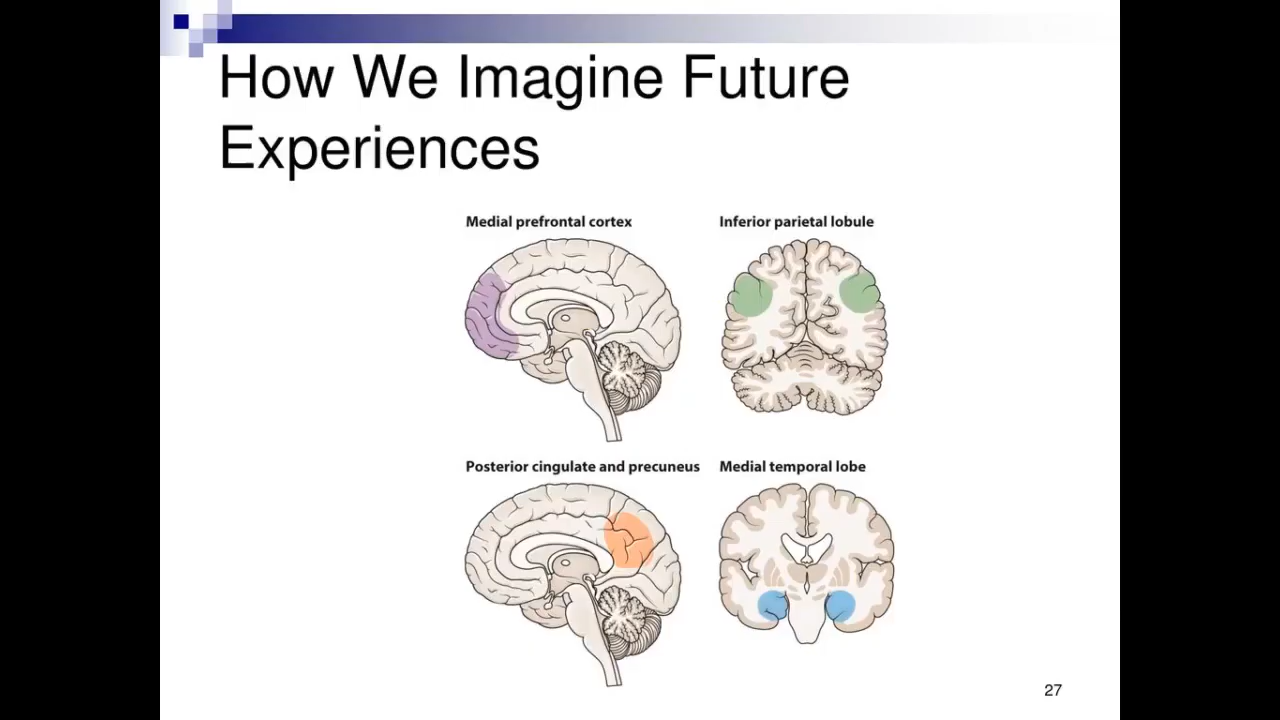 How We Imagine Future
Experiences
Medial prefrontal cortex
Inferior parietal lobule
Posterior cingulate and precuneus
Medial temporal lobe
27